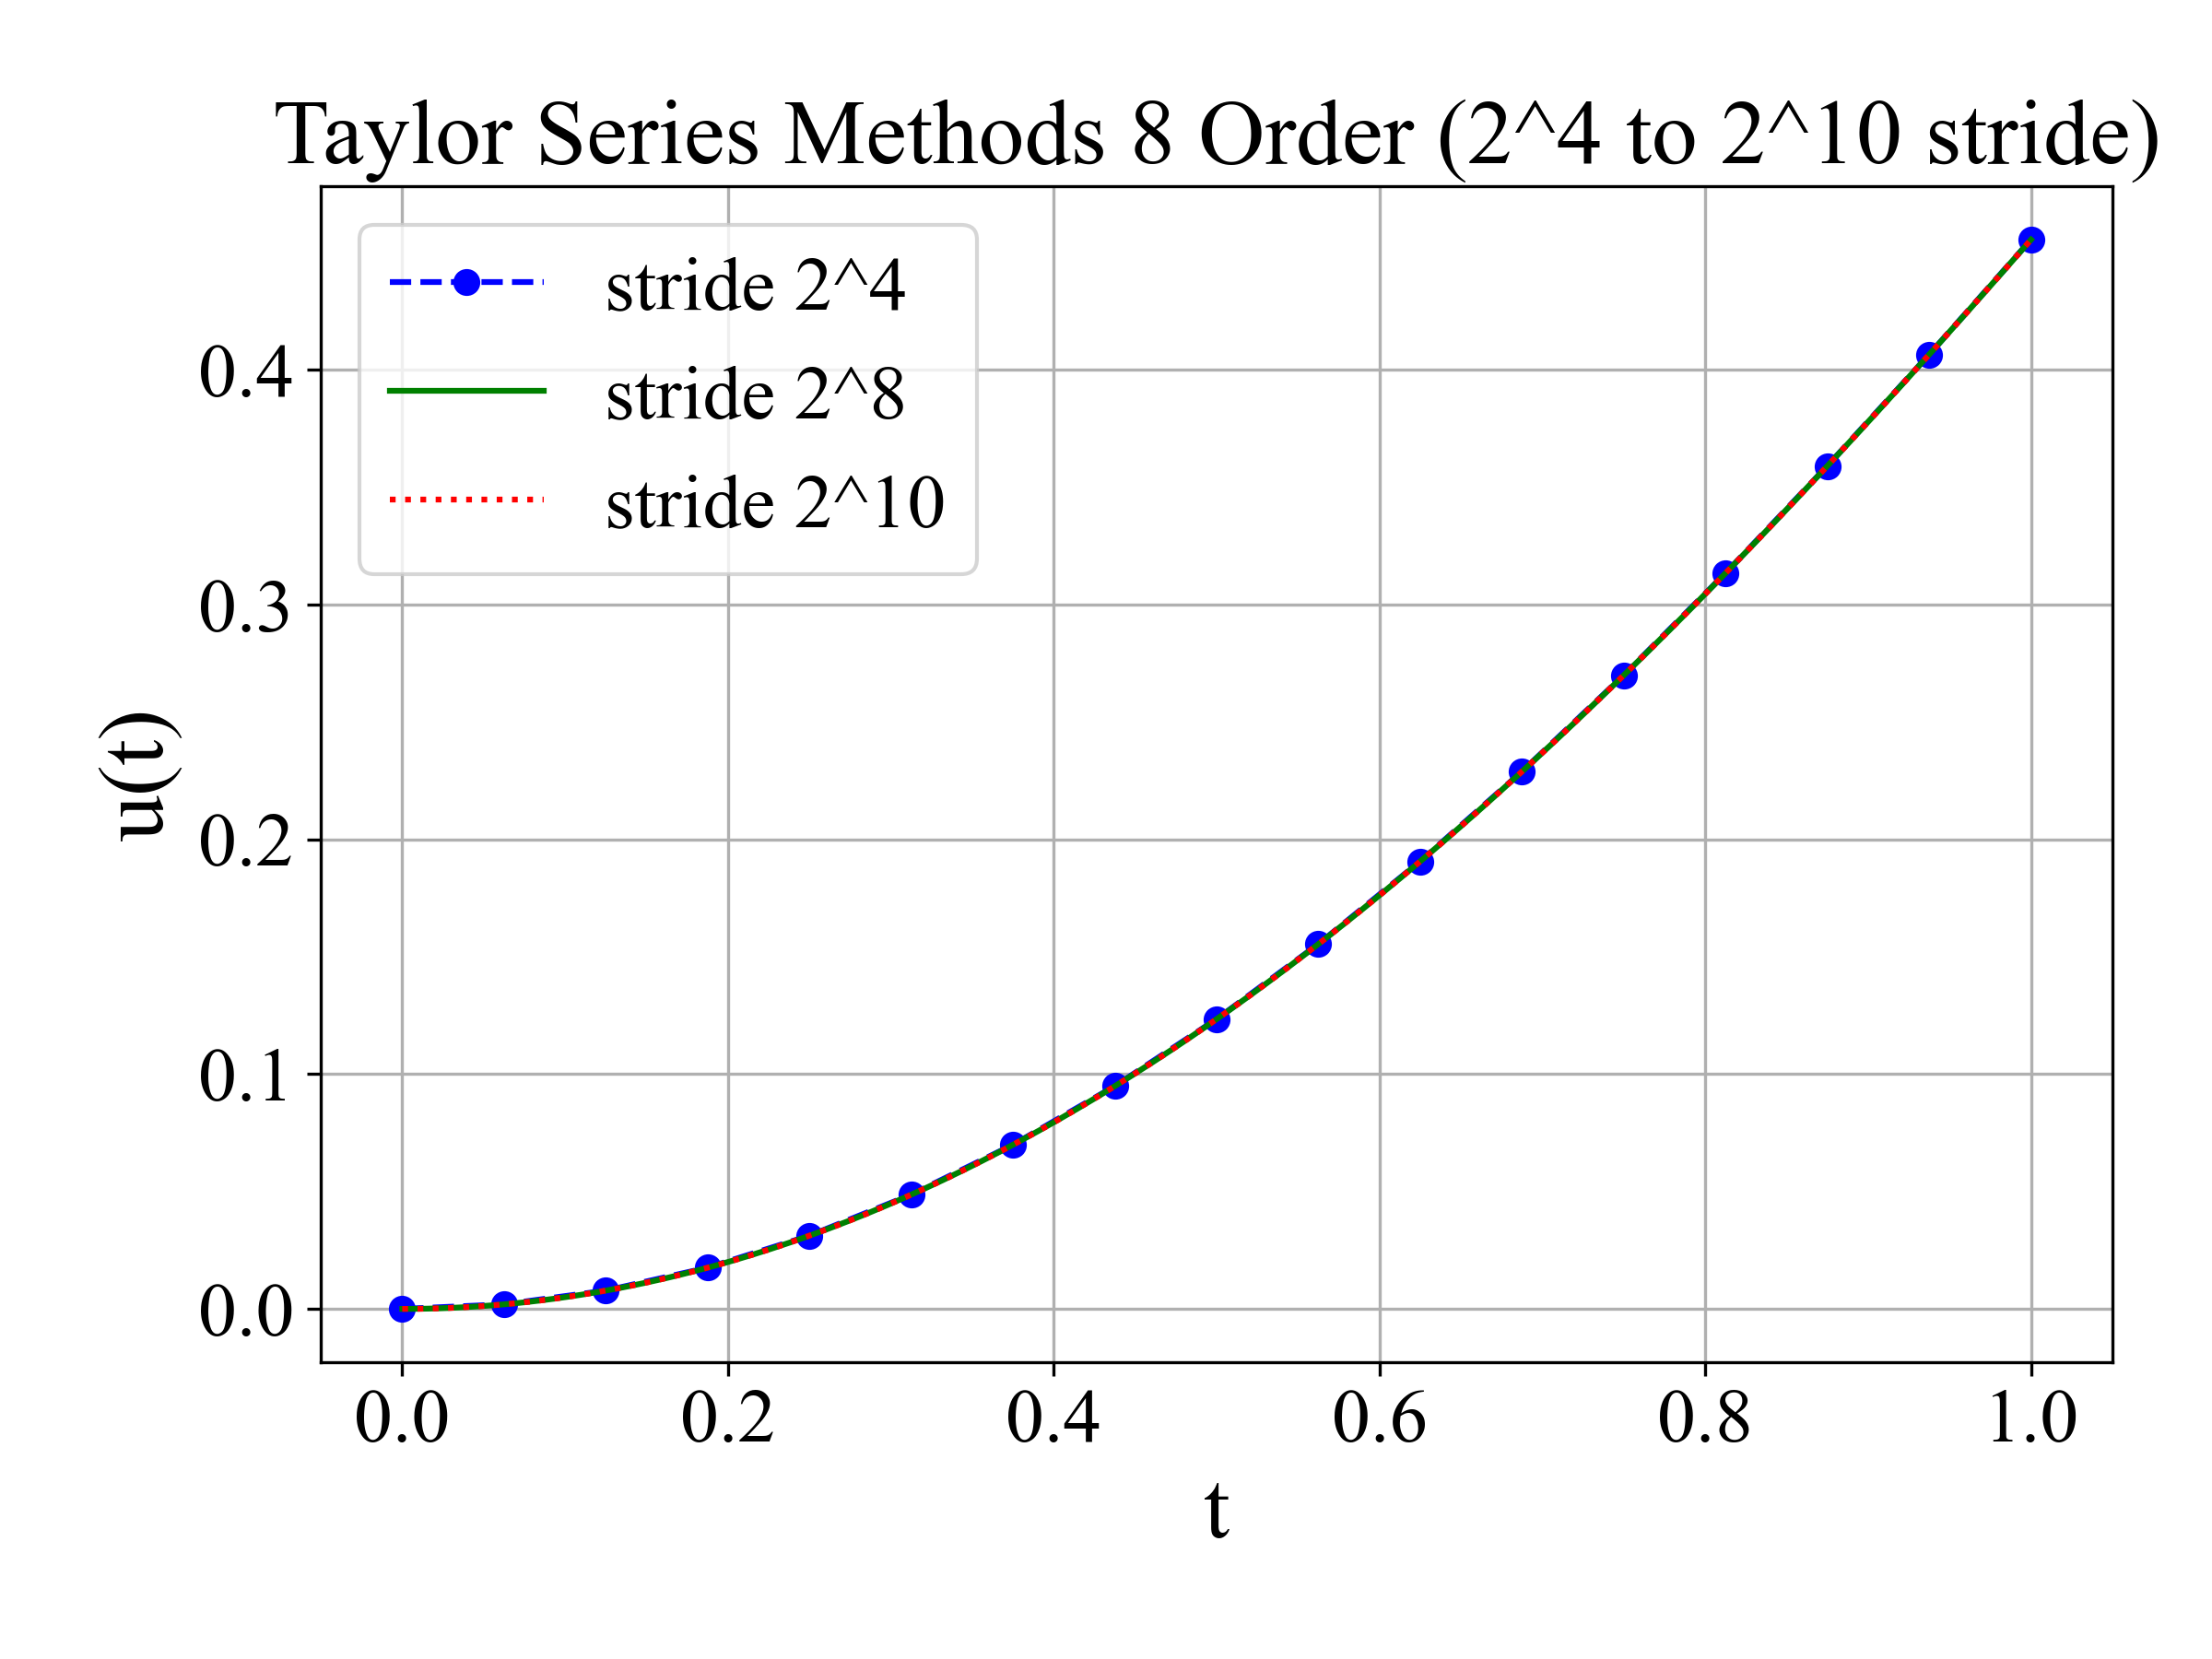 Taylor Series Methods 8 Order (2^4 to 2^10 stride)
stride 2^4
stride 2^8
stride 2^10
u(t)
0.4
0.3
0.2
0.1
0.0
0.0 0.2 0.4 0.6 0.8 1.0
t